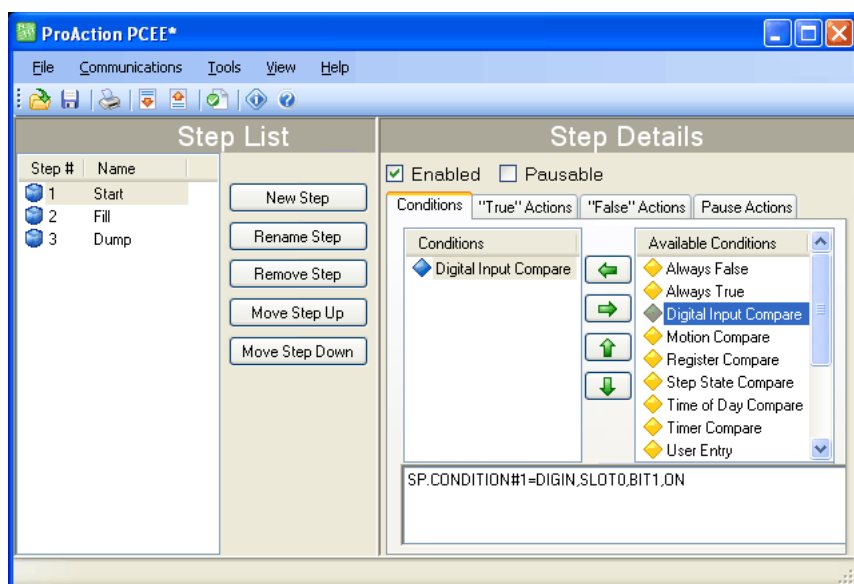 ProAction PCEE*
File Communications Tools View Help
Step List
Step # Name
1 Start
2 Fill
3 Dump
New Step
Rename Step
Remove Step
Move Step Up
Move Step Down
Step Details
Enabled Pausable
Conditions "True" Actions "False" Actions Pause Actions
Conditions
Digital Input Compare
Available Conditions
Always False
Always True
Digital Input Compare
Motion Compare
Register Compare
Step State Compare
Time of Day Compare
Timer Compare
User Entry
SP.CONDITION#1=DIGIN,SLOT0,BIT1,ON